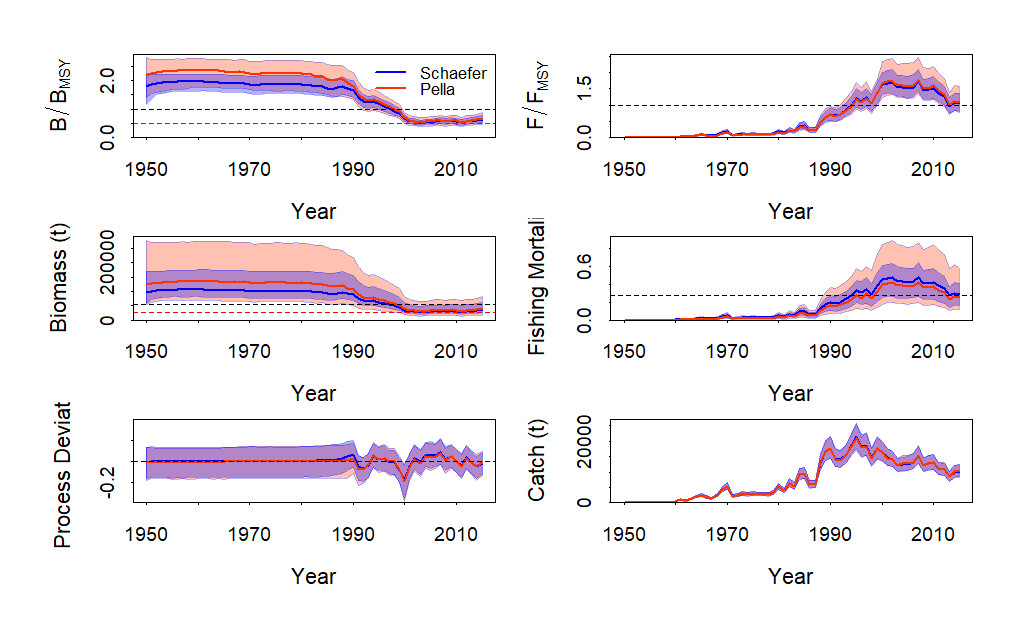 B / BMSY
0.0 2.0
Schaefer
Pella
1950 1970 1990 2010
Year
F / FMSY
0.0 1.5
1950 1970 1990 2010
Year
Biomass (t)
0 200000
1950 1970 1990 2010
Year
Fishing Mortali
0.0 0.6
1950 1970 1990 2010
Year
Process Deviat
-0.2
1950 1970 1990 2010
Year
Catch (t)
0 20000
1950 1970 1990 2010
Year